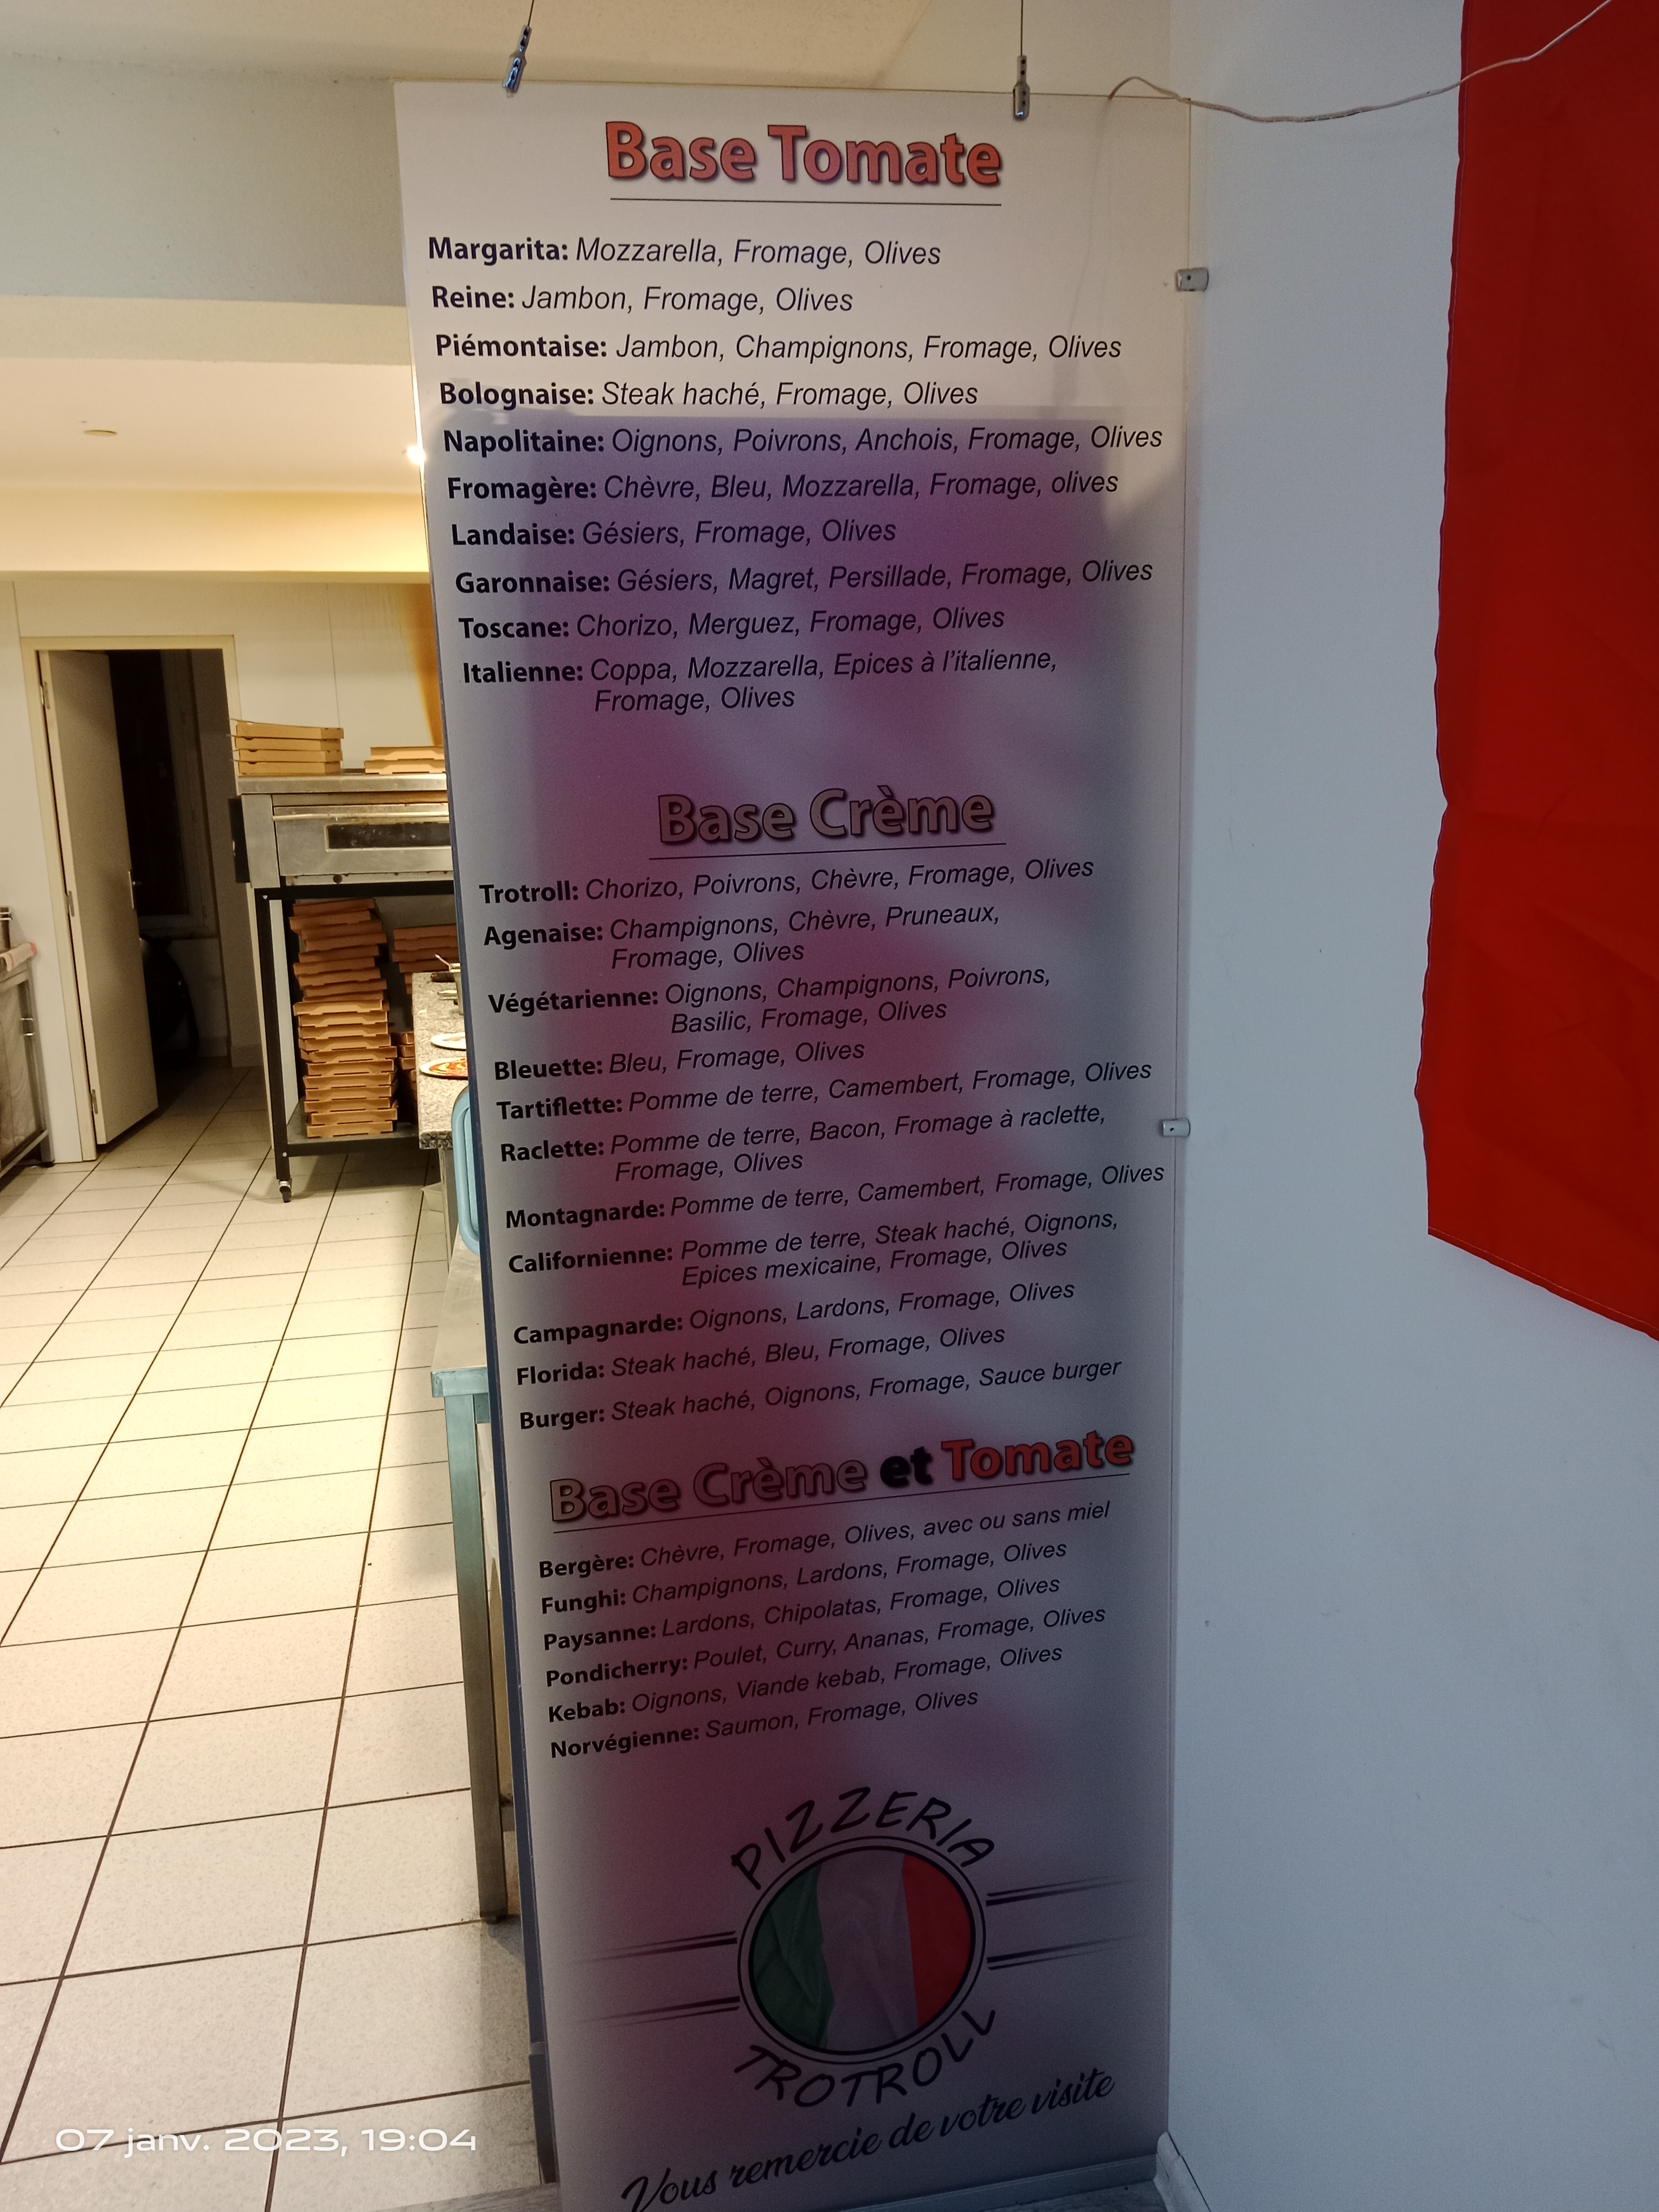 Base Tomate
Margarita: Mozzarella, Fromage, Olives
Reine: Jambon, Fromage, Olives
Piémontaise: Jambon, Champignons, Fromage, Olives
Bolognaise: Steak haché, Fromage, Olives
Napolitaine: Oignons, Poivrons, Anchois, Fromage, Olives
Fromagère: Chèvre, Bleu, Mozzarella, Fromage, olives
Landaise: Gésiers, Fromage, Olives
Garonnaise: Gésiers, Magret, Persillade, Fromage, Olives
Toscane: Chorizo, Merguez, Fromage, Olives
Italienne: Coppa, Mozzarella, Epices à l'italienne,
Fromage, Olives
Base Crème
Trotroll: Chorizo, Poivrons, Chèvre, Fromage, Olives
Agenaise: Champignons, Chèvre, Pruneaux,
Fromage, Olives
Végétarienne: Oignons, Champignons, Poivrons,
Basilic, Fromage, Olives
Bleuette: Bleu, Fromage, Olives
Tartiflette: Pomme de terre, Camembert, Fromage, Olives
Raclette: Pomme de terre, Bacon, Fromage à raclette,
Fromage, Olives
Montagnarde: Pomme de terre, Camembert, Fromage, Olives
Californienne: Pomme de terre, Steak haché, Oignons,
Epices mexicaine, Fromage, Olives
Campagnarde: Oignons, Lardons, Fromage, Olives
Florida: Steak haché, Bleu, Fromage, Olives
Burger: Steak haché, Oignons, Fromage, Sauce burger
Base Crème et Tomate
Bergère: Chèvre, Fromage, Olives, avec ou sans miel
Funghi: Champignons, Lardons, Fromage, Olives
Paysanne: Lardons, Chipolatas, Fromage, Olives
Pondicherry: Poulet, Curry, Ananas, Fromage, Olives
Kebab: Oignons, Viande kebab, Fromage, Olives
Norvégienne: Saumon, Fromage, Olives
PIZZERIA
TROTROLL
Vous remercie de votre visite
07 janv. 2023, 19:04